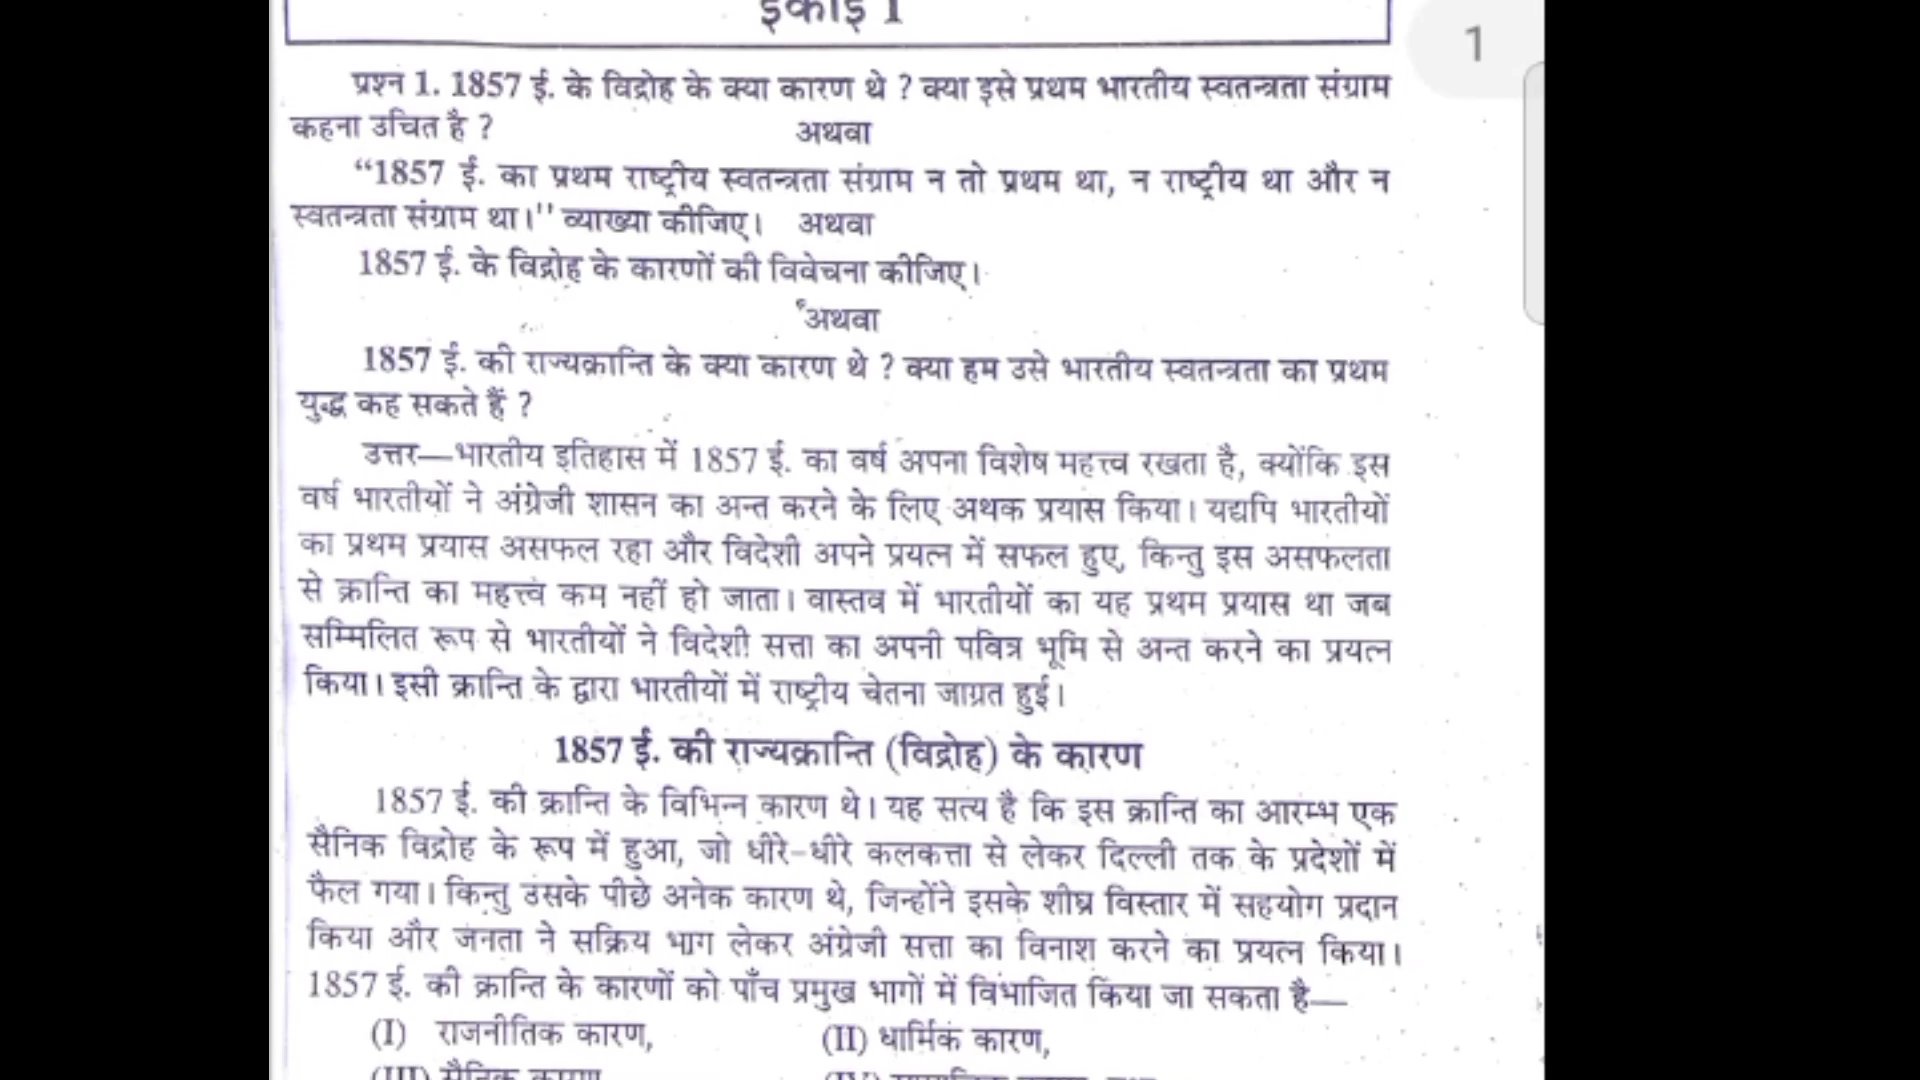 इकाई 1
1
प्रश्न 1. 1857 ई. के विद्रोह के क्या कारण थे ? क्या इसे प्रथम भारतीय स्वतन्त्रता संग्राम
कहना उचित है ? अथवा
“1857 ई. का प्रथम राष्ट्रीय स्वतन्त्रता संग्राम न तो प्रथम था, न राष्ट्रीय था और न
स्वतन्त्रता संग्राम था।'' व्याख्या कीजिए। अथवा
1857 ई. के विद्रोह के कारणों की विवेचना कीजिए।
अथवा
1857 ई. की राज्यक्रान्ति के क्या कारण थे ? क्या हम उसे भारतीय स्वतन्त्रता का प्रथम
युद्ध कह सकते हैं ?
उत्तर—भारतीय इतिहास में 1857 ई. का वर्ष अपना विशेष महत्त्व रखता है, क्योंकि इस
वर्ष भारतीयों ने अंग्रेजी शासन का अन्त करने के लिए अथक प्रयास किया। यद्यपि भारतीयों
का प्रथम प्रयास असफल रहा और विदेशी अपने प्रयत्न में सफल हुए, किन्तु इस असफलता
से क्रान्ति का महत्त्व कम नहीं हो जाता। वास्तव में भारतीयों का यह प्रथम प्रयास था जब
सम्मिलित रूप से भारतीयों ने विदेशी सत्ता का अपनी पवित्र भूमि से अन्त करने का प्रयत्न
किया। इसी क्रान्ति के द्वारा भारतीयों में राष्ट्रीय चेतना जाग्रत हुई।
1857 ई. की राज्यक्रान्ति (विद्रोह) के कारण
1857 ई. की क्रान्ति के विभिन्न कारण थे। यह सत्य है कि इस क्रान्ति का आरम्भ एक
सैनिक विद्रोह के रूप में हुआ, जो धीरे-धीरे कलकत्ता से लेकर दिल्ली तक के प्रदेशों में
फैल गया। किन्तु उसके पीछे अनेक कारण थे, जिन्होंने इसके शीघ्र विस्तार में सहयोग प्रदान
किया और जनता ने सक्रिय भाग लेकर अंग्रेजी सत्ता का विनाश करने का प्रयत्न किया।
1857 ई. की क्रान्ति के कारणों को पाँच प्रमुख भागों में विभाजित किया जा सकता है—
(I) राजनीतिक कारण, (II) धार्मिक कारण,
(III) सैनिक कारण